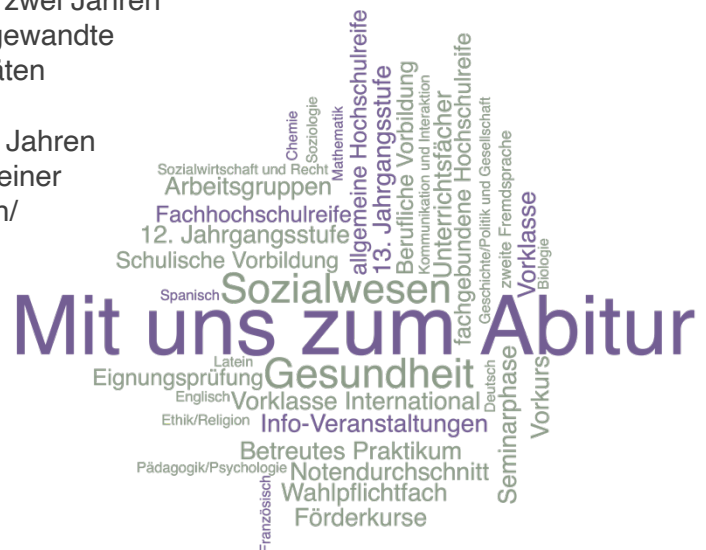 zwei Jahren
gewandte
Jahren
einer
Chemie
Soziologie
Mathematik
allgemeine Hochschulreife
13. Jahrgangsstufe
Berufliche Vorbildung
Kommunikation und Interaktion
Unterrichtsfächer
fachgebundene Hochschulreife
Geschichte/Politik und Gesellschaft
zweite Fremdsprache
Vorklasse
Biologie
Sozialwirtschaft und Recht
Arbeitsgruppen
Fachhochschulreife
12. Jahrgangsstufe
Schulische Vorbildung
Spanisch
Sozialwesen
Mit uns zum Abitur
Latein
Eignungsprüfung
Gesundheit
Englisch
Vorklasse International
Deutsch
Seminarphase
Vorkurs
Ethik/Religion
Info-Veranstaltungen
Betreutes Praktikum
Pädagogik/Psychologie
Notendurchschnitt
Französisch
Wahlpflichtfach
Förderkurse